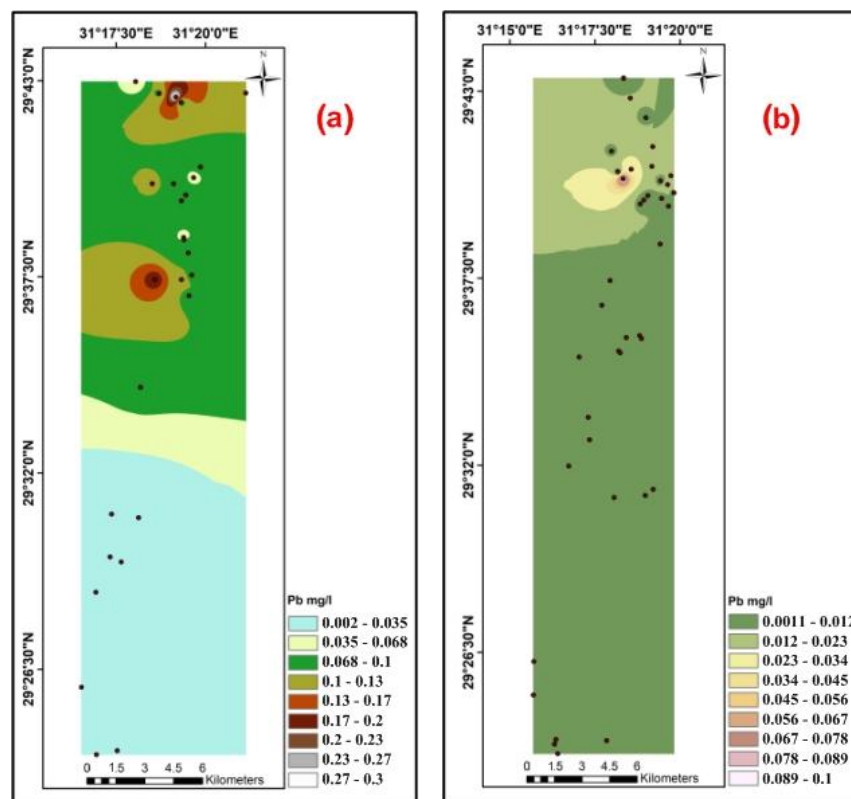 31°17'30"E 31°20'0"E
N
(a)
29°43'0"N
29°37'30"N
29°32'0"N
29°26'30"N
Pb mg/l
0.002 - 0.035
0.035 - 0.068
0.068 - 0.1
0.1 - 0.13
0.13 - 0.17
0.17 - 0.2
0.2 - 0.23
0.23 - 0.27
0.27 - 0.3
0 1.5 3 4.5 6
Kilometers
31°15'0"E 31°17'30"E 31°20'0"E
N
(b)
29°43'0"N
29°37'30"N
29°32'0"N
29°26'30"N
Pb mg/l
0.0011 - 0.012
0.012 - 0.023
0.023 - 0.034
0.034 - 0.045
0.045 - 0.056
0.056 - 0.067
0.067 - 0.078
0.078 - 0.089
0.089 - 0.1
0 1.5 3 4.5 6
Kilometers